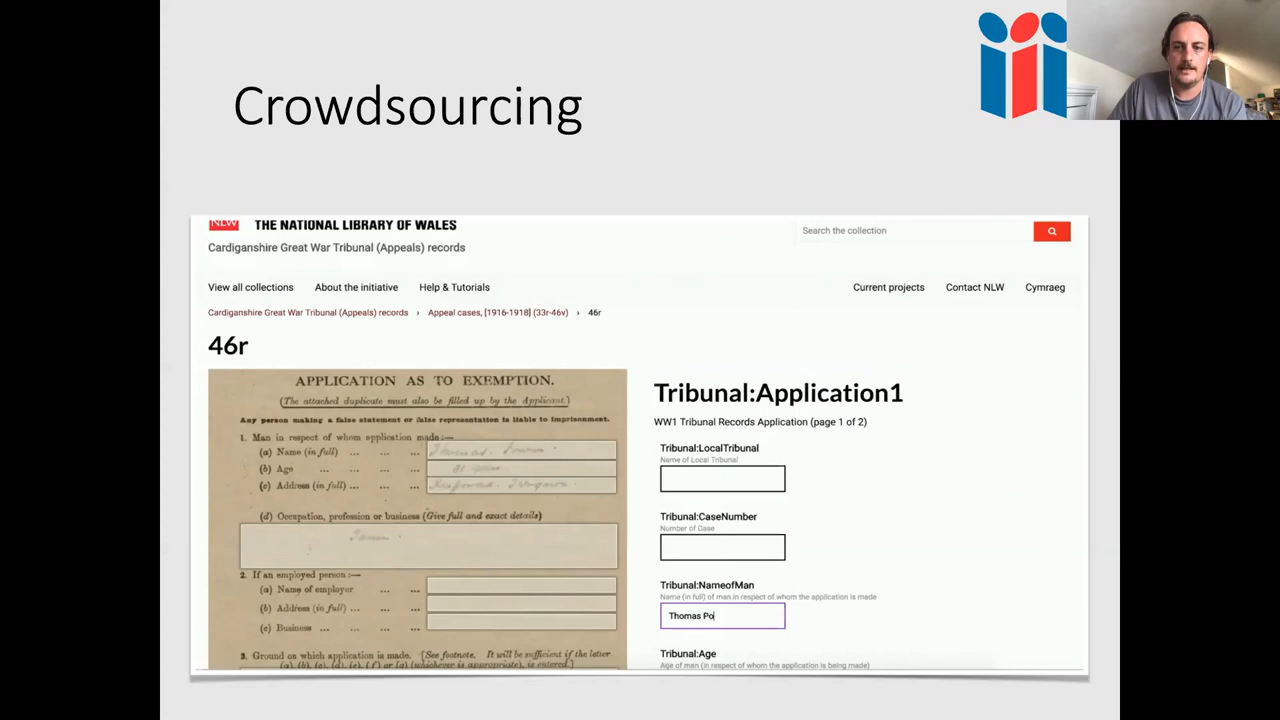 Crowdsourcing
NLW THE NATIONAL LIBRARY OF WALES
Cardiganshire Great War Tribunal (Appeals) records
Search the collection
View all collections About the initiative Help & Tutorials Current projects Contact NLW Cymraeg
Cardiganshire Great War Tribunal (Appeals) records › Appeal cases, [1916-1918] (33r-46v) › 46r
46r
APPLICATION AS TO EXEMPTION.
(The attached duplicate must also be filled up by the Applicant.)
Any person making a false statement or false representation is liable to imprisonment.
1. Man in respect of whom application made:—
(a) Name (in full) ... ... ... Thomas
(b) Age ... ... ... ...
(c) Address (in full) ... ... ...
(d) Occupation, profession or business (Give full and exact details)
2. If an employed person :—
(a) Name of employer ... ...
(b) Address (in full) ... ... ...
(c) Business ... ... ...
3. Ground on which application is made. [See footnote. It will be sufficient if the letter
(a), (b), (c), (d), (e), (f) or (g) (whichever is appropriate), is entered.]
Tribunal:Application1
WW1 Tribunal Records Application (page 1 of 2)
Tribunal:LocalTribunal
Name of Local Tribunal
Tribunal:CaseNumber
Number of Case
Tribunal:NameofMan
Name (in full) of man in respect of whom the application is made
Thomas Po
Tribunal:Age
Age of man (in respect of whom the application is being made)